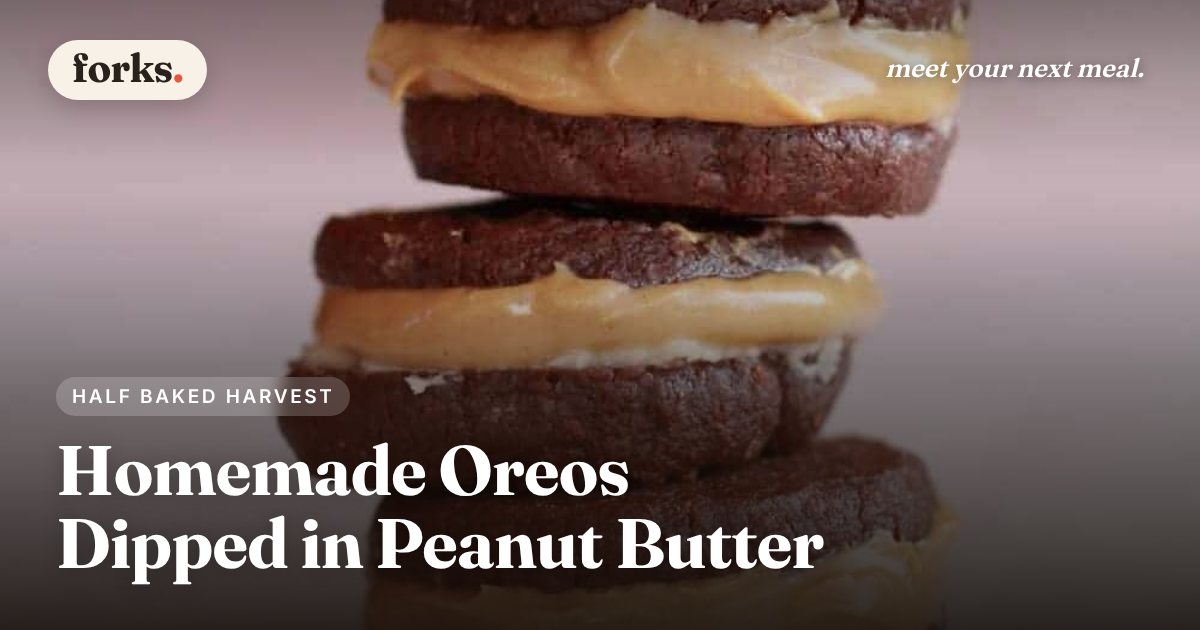 forks.
meet your next meal.
HALF BAKED HARVEST
Homemade Oreos
Dipped in Peanut Butter